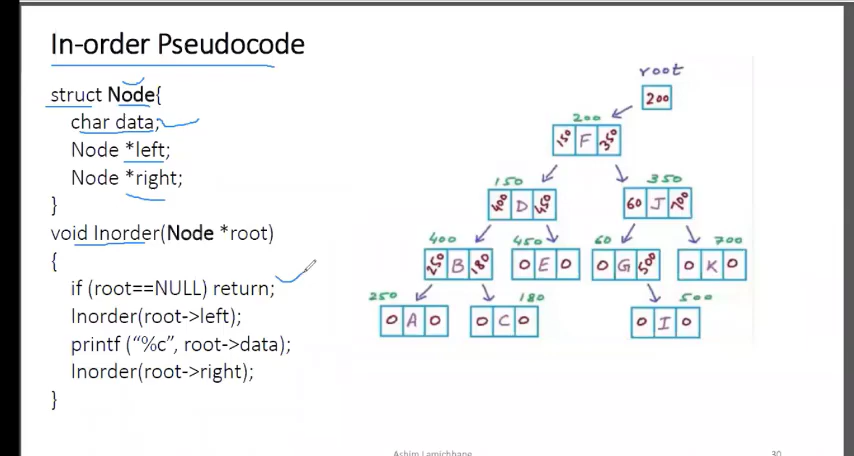 In-order Pseudocode
struct Node{
char data;
Node *left;
Node *right;
}
void Inorder(Node *root)
{
if (root==NULL) return;
Inorder(root->left);
printf (“%c”, root->data);
Inorder(root->right);
}
root
200
200
150 F 350
150 350
400 D 450 60 J 700
400 450 60 700
250 B 180 0 E 0 0 G 500 0 K 0
250 180 500
0 A 0 0 C 0 0 I 0
Ashim Lamichhane 30